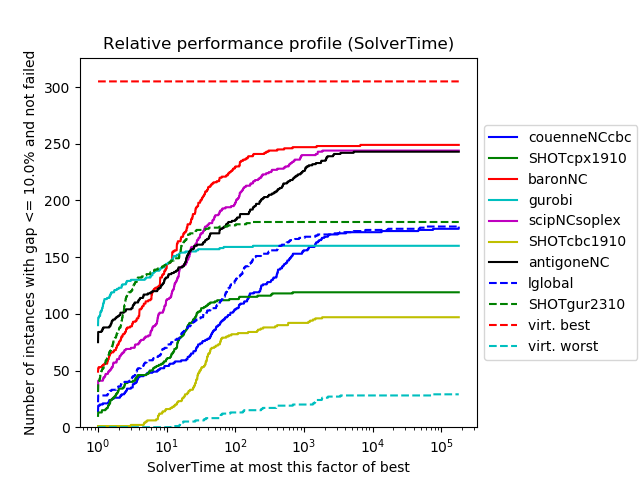 Relative performance profile (SolverTime)
Number of instances with gap <= 10.0% and not failed
300
250
200
150
100
50
0
10^0
10^1
10^2
10^3
10^4
10^5
SolverTime at most this factor of best
couenneNCcbc
SHOTcpx1910
baronNC
gurobi
scipNCsoplex
SHOTcbc1910
antigoneNC
lglobal
SHOTgur2310
virt. best
virt. worst